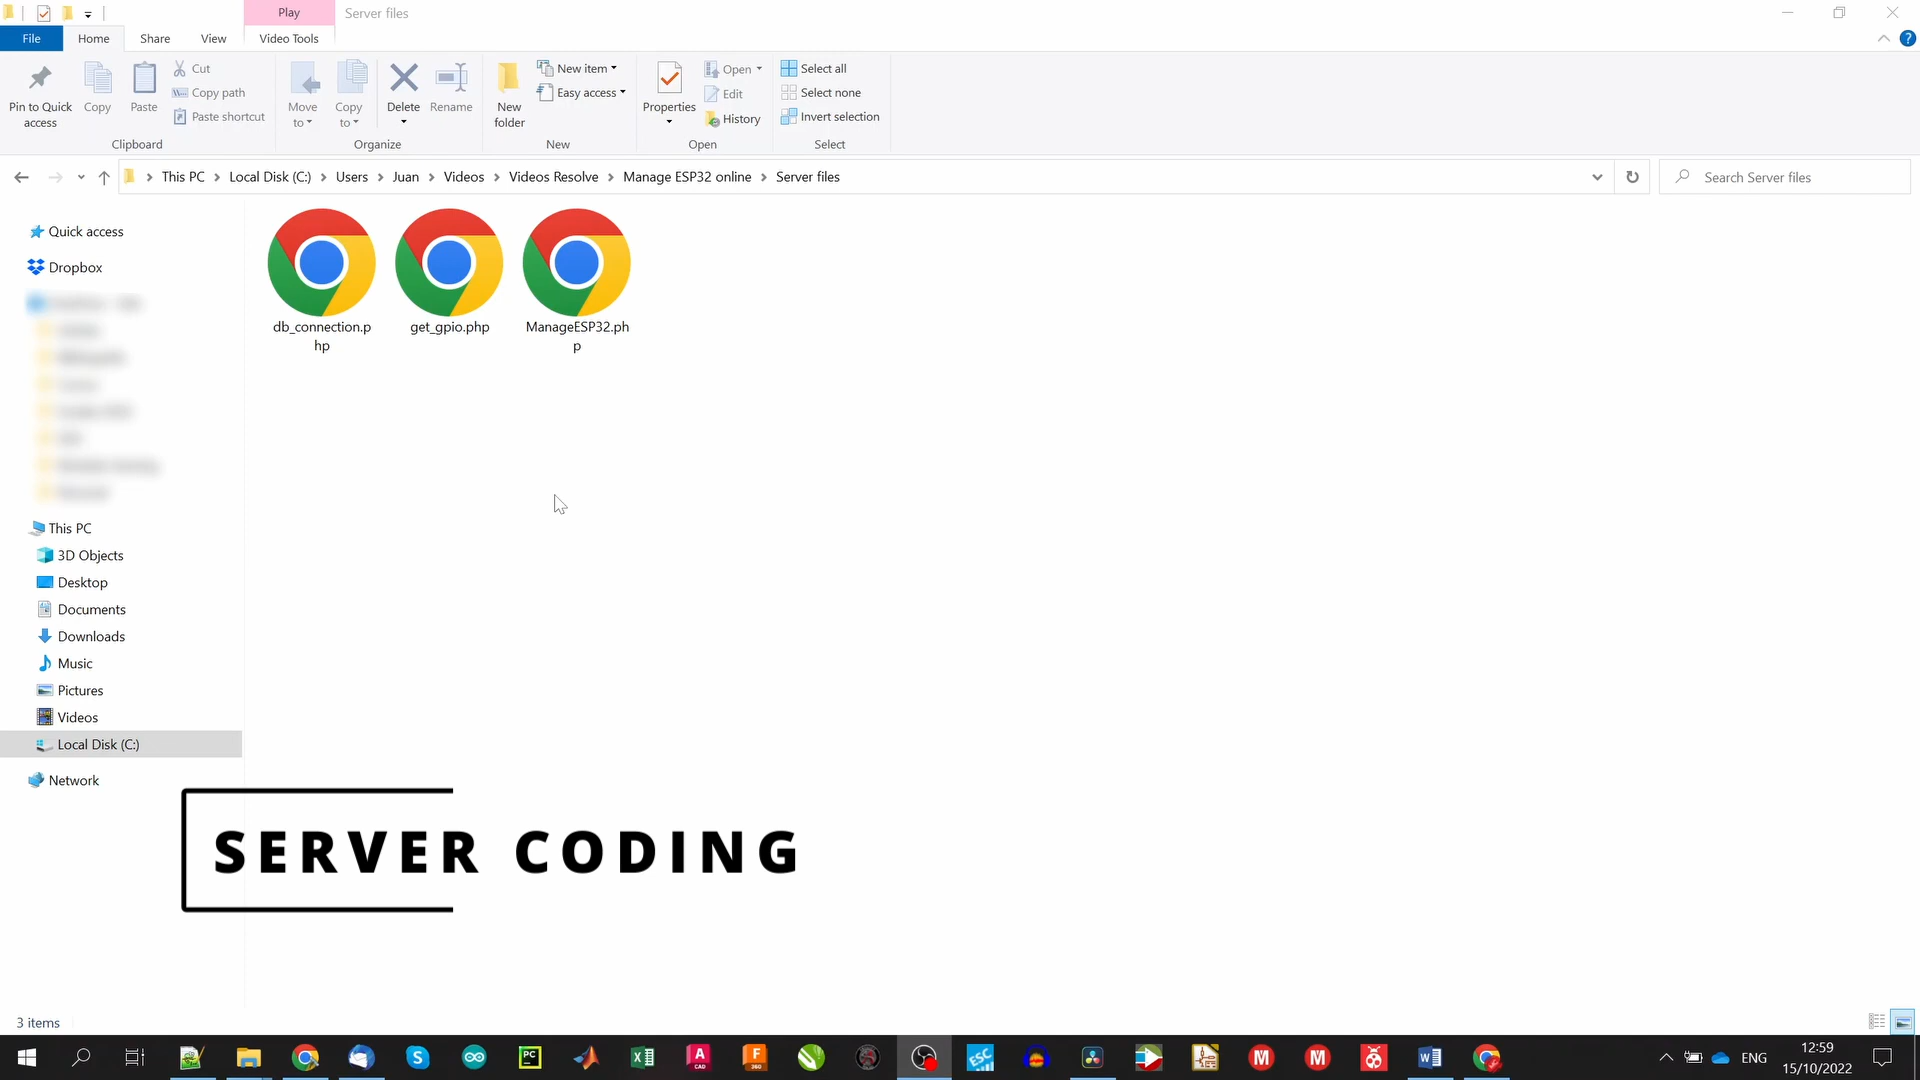 Play
Server files
File
Home
Share
View
Video Tools
Pin to Quick
access
Copy
Paste
Cut
Copy path
Paste shortcut
Clipboard
Move
to
Copy
to
Delete
Rename
Organize
New
folder
New item
Easy access
New
Properties
Open
Edit
History
Open
Select all
Select none
Invert selection
Select
This PC
Local Disk (C:)
Users
Juan
Videos
Videos Resolve
Manage ESP32 online
Server files
Search Server files
Quick access
Dropbox
This PC
3D Objects
Desktop
Documents
Downloads
Music
Pictures
Videos
Local Disk (C:)
Network
db_connection.p
hp
get_gpio.php
ManageESP32.ph
p
SERVER CODING
3 items
ENG
12:59
15/10/2022